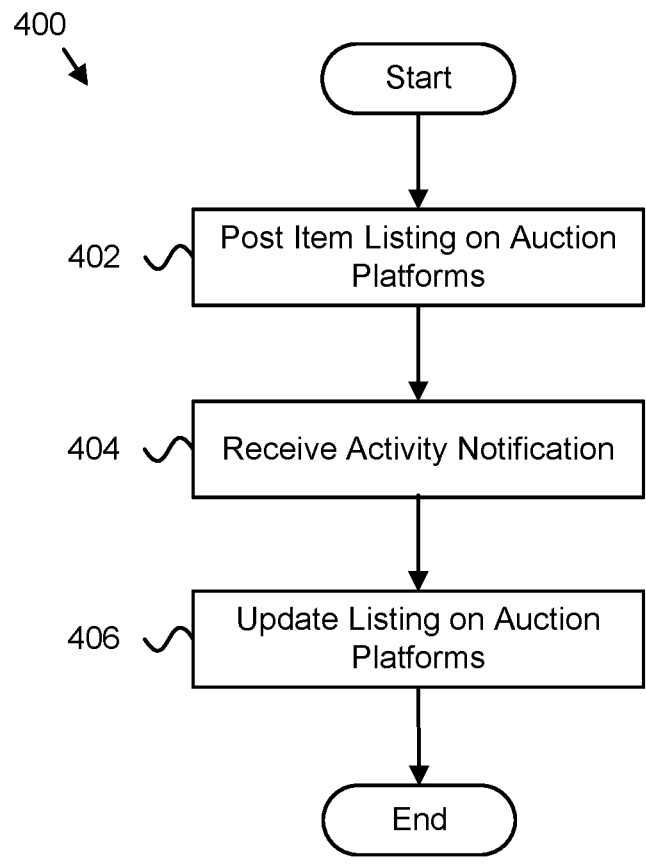 400
Start
402
Post Item Listing on Auction
Platforms
404
Receive Activity Notification
406
Update Listing on Auction
Platforms
End